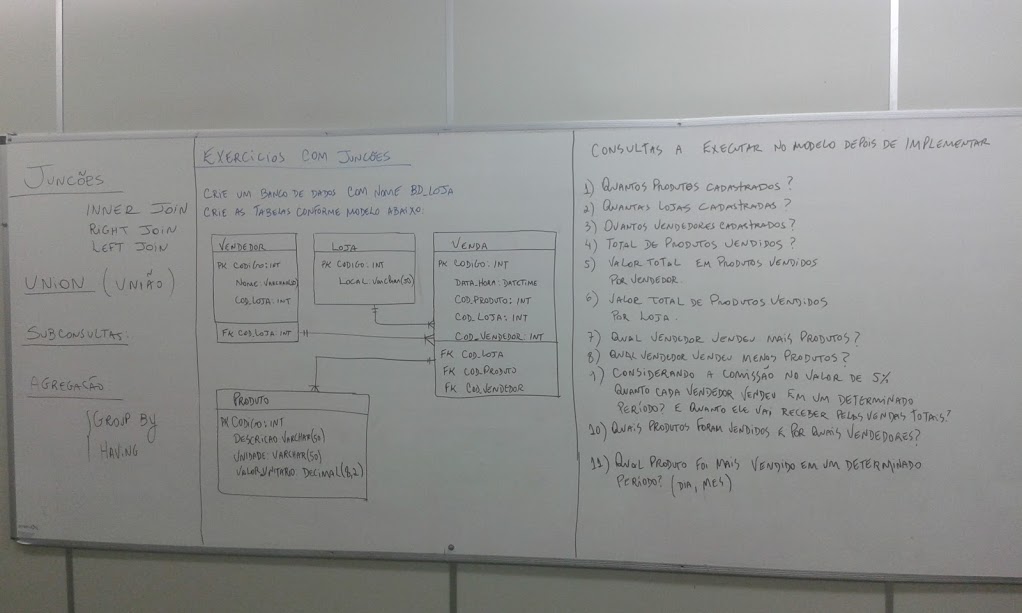 JUNCÕES
INNER JOIN
RIGHT JOIN
LEFT JOIN
UNION (UNIÃO)
SUBCONSULTAS.
AGREGAÇÃO
GROUP BY
HAVING
EXERCICIOS COM JUNCOES
CRIE UM BANCO DE DADOS COM NOME BD_LOJA
CRIE AS TABELAS CONFORME MODELO ABAIXO:
VENDEDOR
PK CODIGO: INT
NOME: VARCHAR(50)
COD_LOJA: INT
FK COD_LOJA: INT
LOJA
PK CODIGO: INT
LOCAL: VARCHAR(50)
VENDA
PK CODIGO: INT
DATA_HORA: DATETIME
COD_PRODUTO: INT
COD_LOJA: INT
COD_VENDEDOR: INT
FK COD_LOJA
FK COD_PRODUTO
FK COD_VENDEDOR
PRODUTO
PK CODIGO: INT
DESCRICAO VARCHAR(50)
UNIDADE: VARCHAR(50)
VALOR_UNITARIO: DECIMAL(8,2)
CONSULTAS A EXECUTAR NO MODELO DEPOIS DE IMPLEMENTAR
1) QUANTOS PRODUTOS CADASTRADOS?
2) QUANTAS LOJAS CADASTRADAS?
3) QUANTOS VENDEDORES CADASTRADOS?
4) TOTAL DE PRODUTOS VENDIDOS?
5) VALOR TOTAL EM PRODUTOS VENDIDOS
POR VENDEDOR.
6) VALOR TOTAL DE PRODUTOS VENDIDOS
POR LOJA.
7) QUAL VENDEDOR VENDEU MAIS PRODUTOS?
8) QUAL VENDEDOR VENDEU MENOS PRODUTOS?
9) CONSIDERANDO A COMISSÃO NO VALOR DE 5%
QUANTO CADA VENDEDOR VENDEU EM UM DETERMINADO
PERÍODO? E QUANTO ELE VAI RECEBER PELAS VENDAS TOTAIS?
10) QUAIS PRODUTOS FORAM VENDIDOS E POR QUAIS VENDEDORES?
11) QUAL PRODUTO FOI MAIS VENDIDO EM UM DETERMINADO
PERÍODO? (DIA, MES)